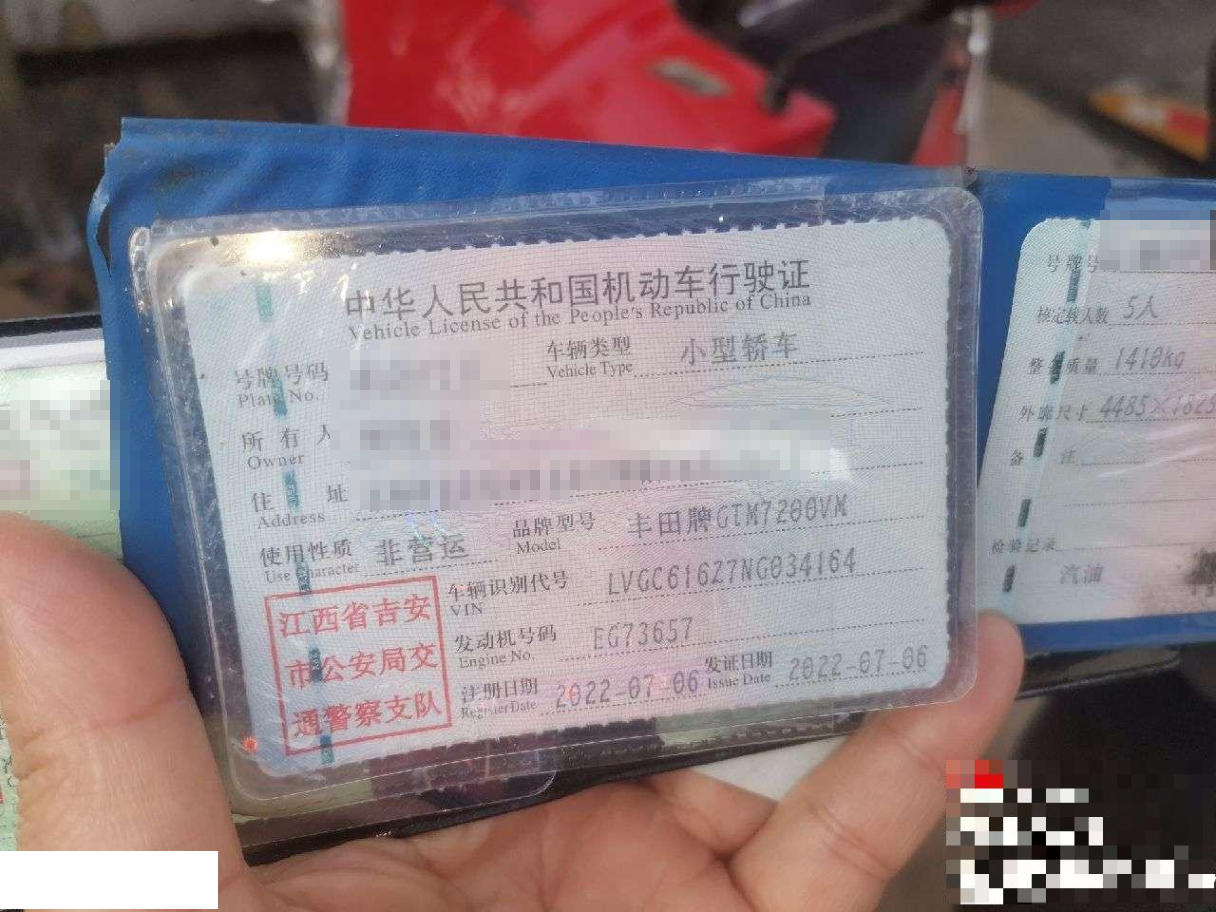 中华人民共和国机动车行驶证
Vehicle License of the People's Republic of China
号牌号码
Plate No.
车辆类型 小型轿车
Vehicle Type
所有人
Owner
住址
Address
使用性质 非营运
Use Character
品牌型号 丰田牌GTM7200VM
Model
车辆识别代号 LVGC616Z7NG034164
VIN
发动机号码 EG73657
Engine No.
注册日期 2022-07-06
Register Date
发证日期 2022-07-06
Issue Date
江西省吉安
市公安局交
通警察支队
号牌号
核定载人数 5人
整备质量 1410kg
外廓尺寸 4485×1825
备注
检验记录
汽油